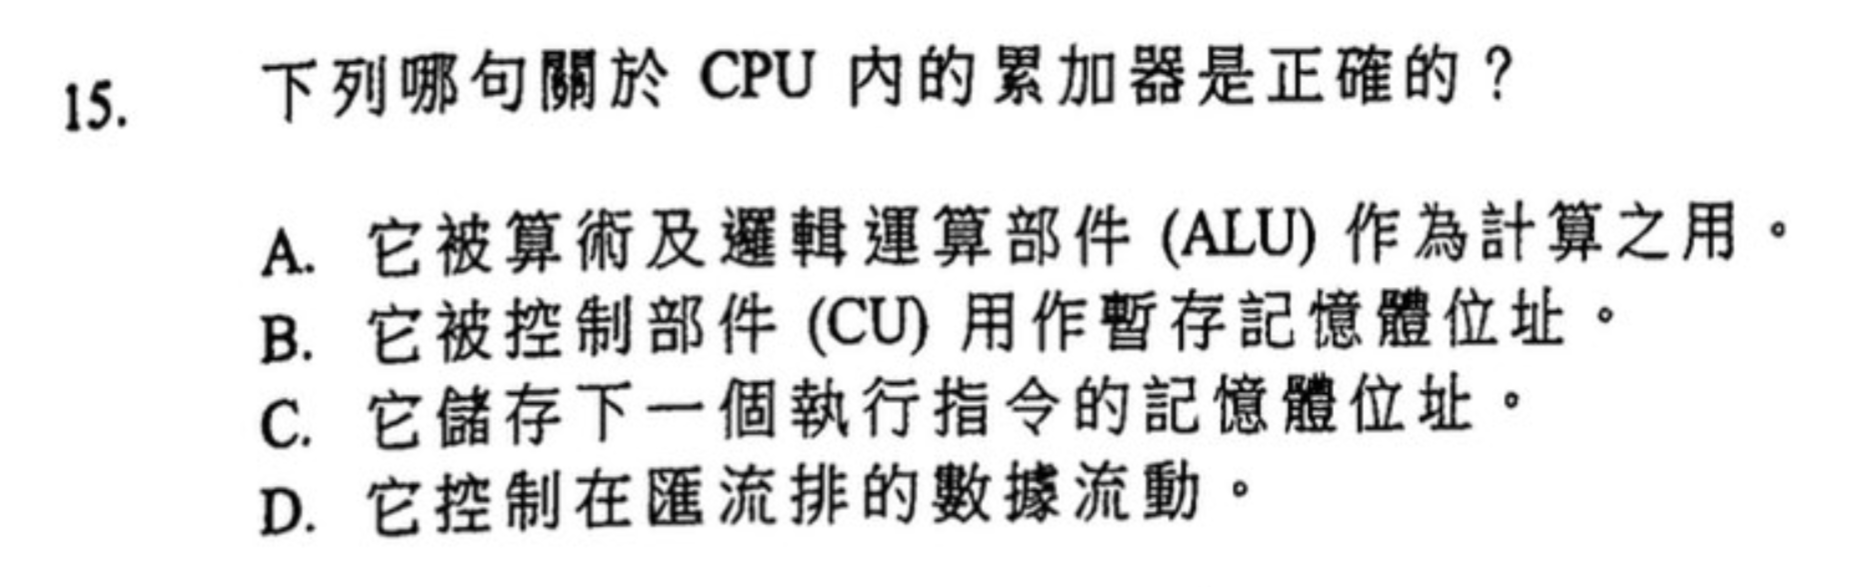 15. 下列哪句關於 CPU 內的累加器是正確的？
A. 它被算術及邏輯運算部件 (ALU) 作為計算之用。
B. 它被控制部件 (CU) 用作暫存記憶體位址。
C. 它儲存下一個執行指令的記憶體位址。
D. 它控制在匯流排的數據流動。